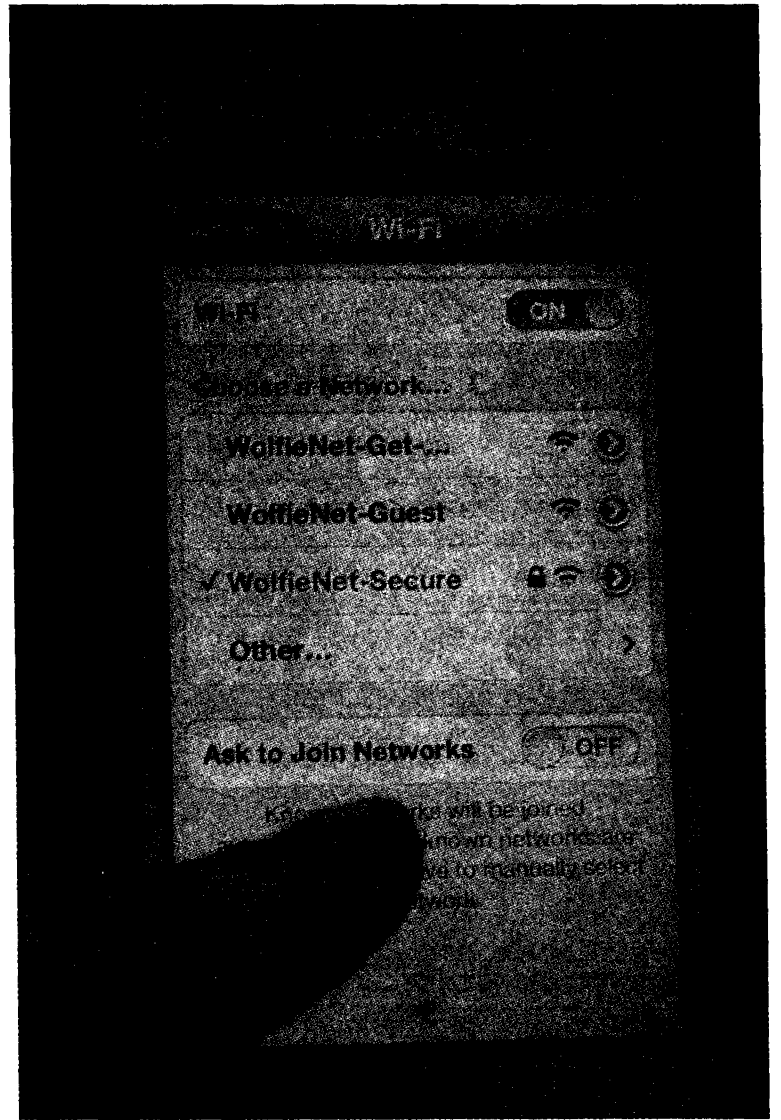 Wi-Fi
Wi-Fi ON
Choose a Network...
WolfieNet-Get-...
WolfieNet-Guest
WolfieNet-Secure
Other...
Ask to Join Networks OFF
will be joined
known networks are
to manually select